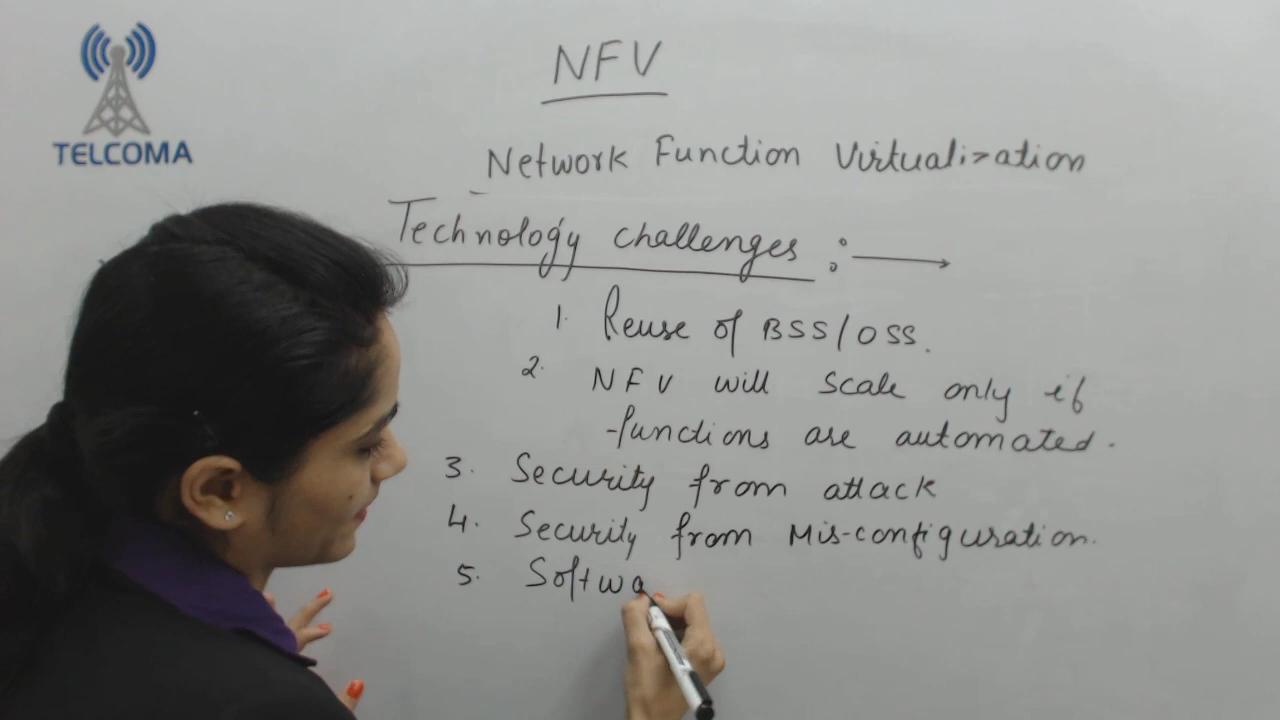 TELCOMA
NFV
Network Function Virtualization
Technology challenges : →
1. Reuse of BSS/OSS.
2. NFV will scale only if
functions are automated.
3. Security from attack
4. Security from Mis-configuration.
5. Softwa